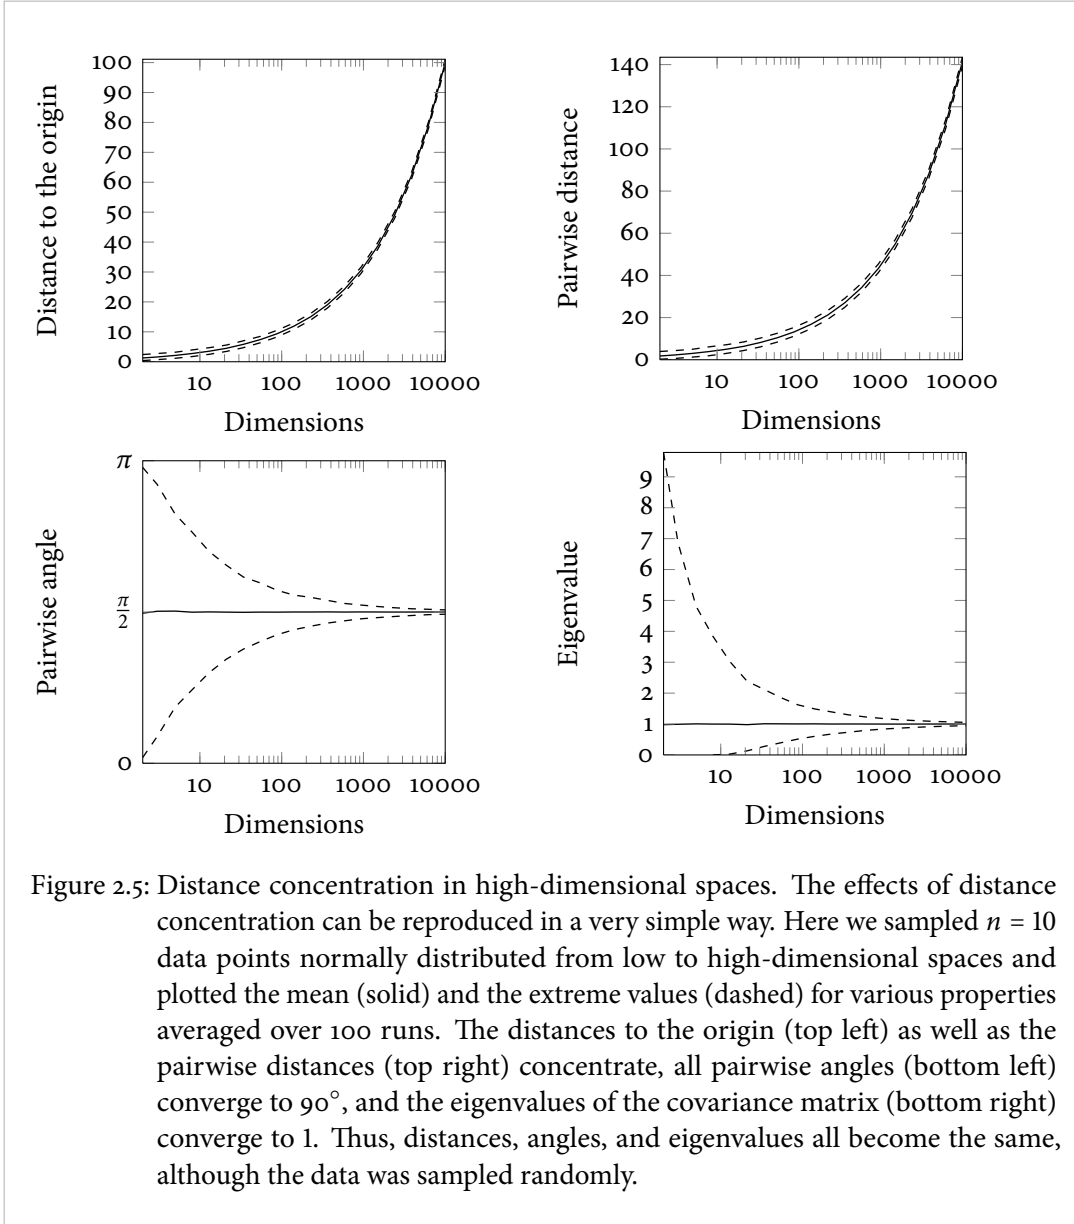 100
90
80
70
60
50
40
30
20
10
0
Distance to the origin
10 100 1000 10000
Dimensions
140
120
100
80
60
40
20
0
Pairwise distance
10 100 1000 10000
Dimensions
π
π/2
0
Pairwise angle
10 100 1000 10000
Dimensions
9
8
7
6
5
4
3
2
1
0
Eigenvalue
10 100 1000 10000
Dimensions
Figure 2.5: Distance concentration in high-dimensional spaces. The effects of distance
concentration can be reproduced in a very simple way. Here we sampled n = 10
data points normally distributed from low to high-dimensional spaces and
plotted the mean (solid) and the extreme values (dashed) for various properties
averaged over 100 runs. The distances to the origin (top left) as well as the
pairwise distances (top right) concentrate, all pairwise angles (bottom left)
converge to 90°, and the eigenvalues of the covariance matrix (bottom right)
converge to 1. Thus, distances, angles, and eigenvalues all become the same,
although the data was sampled randomly.